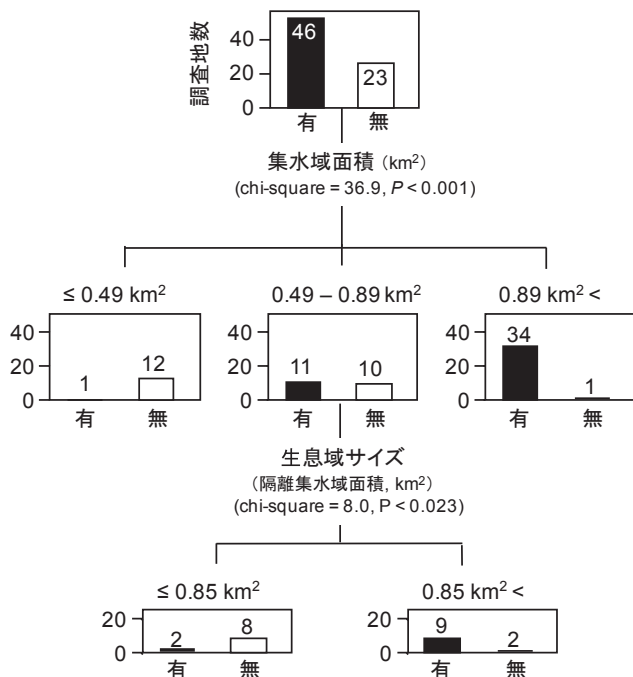 調査地数
40
20
0
46
23
有 無
集水域面積 (km²)
(chi-square = 36.9, P < 0.001)
≤ 0.49 km² 0.49 – 0.89 km² 0.89 km² <
40
20
0
1
12
有 無
40
20
0
11
10
有 無
40
20
0
34
1
有 無
生息域サイズ
(隔離集水域面積, km²)
(chi-square = 8.0, P < 0.023)
≤ 0.85 km² 0.85 km² <
20
0
2
8
有 無
20
0
9
2
有 無